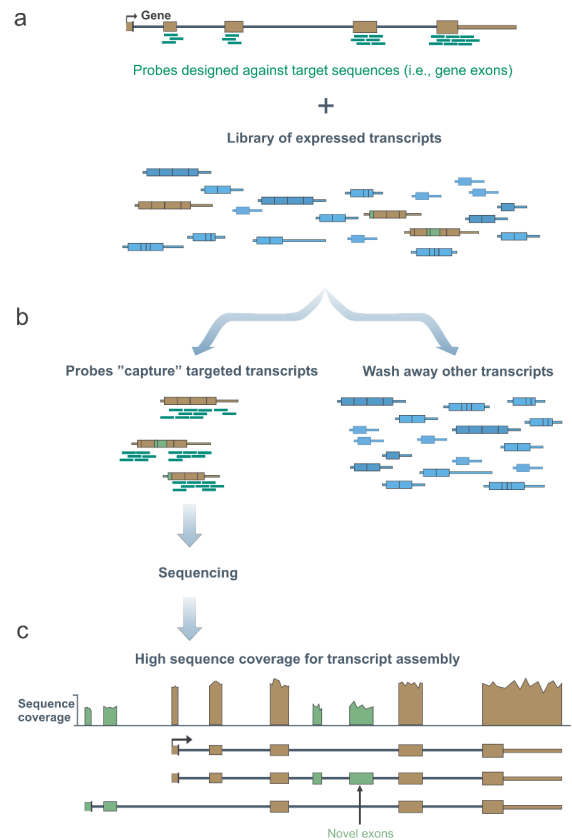 a
Gene
Probes designed against target sequences (i.e., gene exons)
+
Library of expressed transcripts
b
Probes ”capture” targeted transcripts
Wash away other transcripts
Sequencing
c
High sequence coverage for transcript assembly
Sequence
coverage
Novel exons